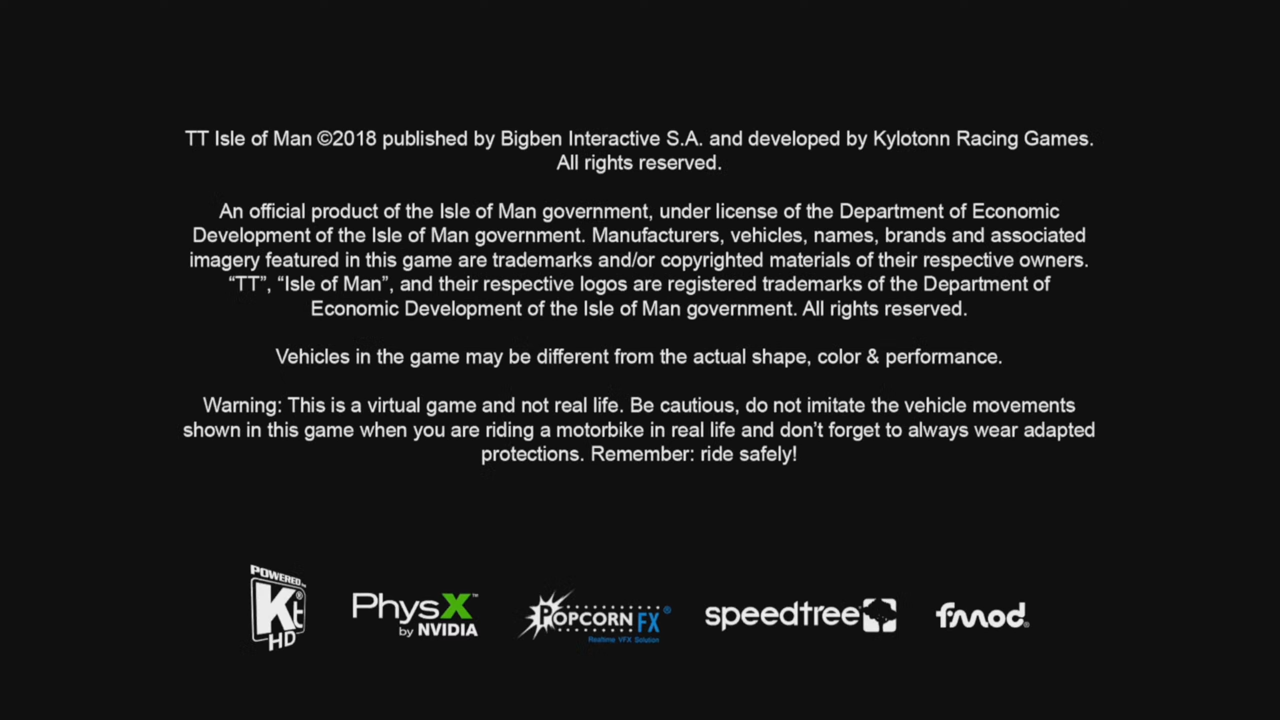 TT Isle of Man ©2018 published by Bigben Interactive S.A. and developed by Kylotonn Racing Games.
All rights reserved.
An official product of the Isle of Man government, under license of the Department of Economic
Development of the Isle of Man government. Manufacturers, vehicles, names, brands and associated
imagery featured in this game are trademarks and/or copyrighted materials of their respective owners.
“TT”, “Isle of Man”, and their respective logos are registered trademarks of the Department of
Economic Development of the Isle of Man government. All rights reserved.
Vehicles in the game may be different from the actual shape, color & performance.
Warning: This is a virtual game and not real life. Be cautious, do not imitate the vehicle movements
shown in this game when you are riding a motorbike in real life and don’t forget to always wear adapted
protections. Remember: ride safely!
POWERED™
Kt®
HD
PhysX™
by NVIDIA
POPCORN FX®
Realtime VFX Solution
speedtree
fmod®